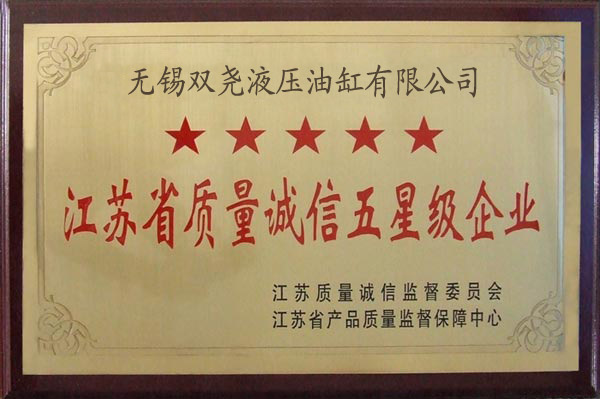 无锡双尧液压油缸有限公司
江苏省质量诚信五星级企业
江苏质量诚信监督委员会
江苏省产品质量监督保障中心